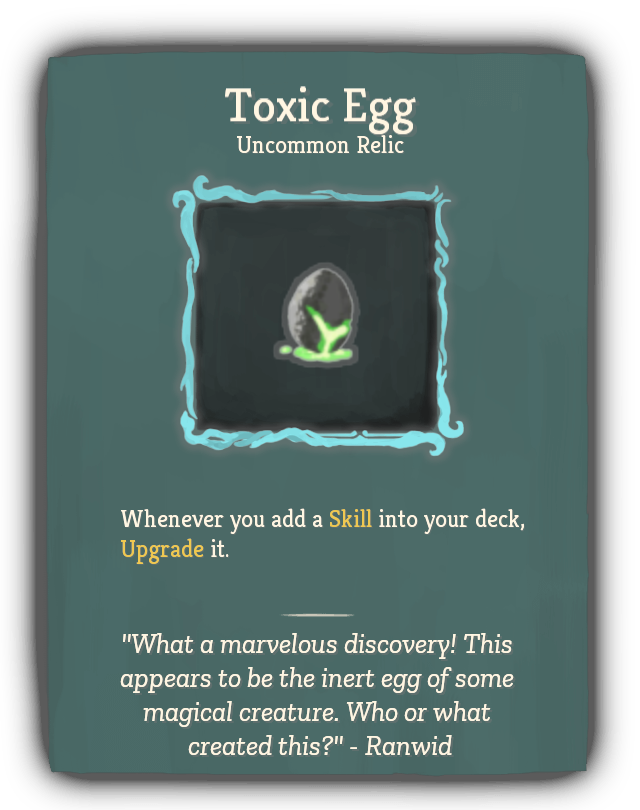 Toxic Egg
Uncommon Relic
Whenever you add a Skill into your deck,
Upgrade it.
"What a marvelous discovery! This
appears to be the inert egg of some
magical creature. Who or what
created this?" - Ranwid